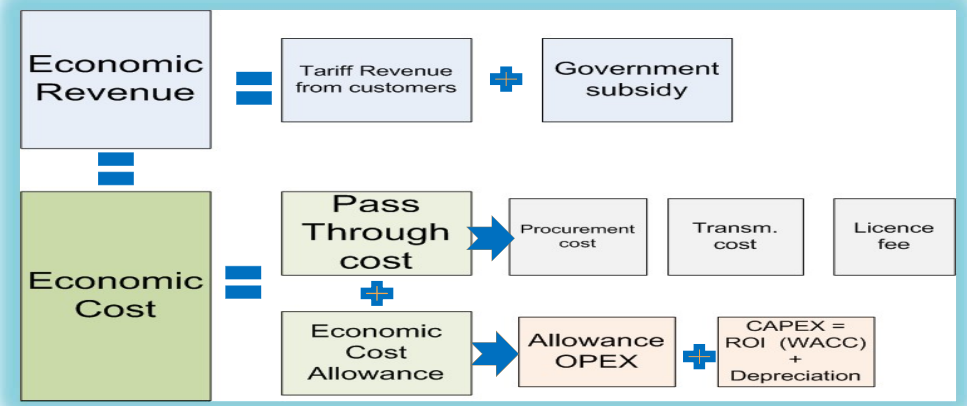 Economic
Revenue
Tariff Revenue
from customers
Government
subsidy
Economic
Cost
Pass
Through
cost
Procurement
cost
Transm.
cost
Licence
fee
Economic
Cost
Allowance
Allowance
OPEX
CAPEX =
ROI (WACC)
+
Depreciation